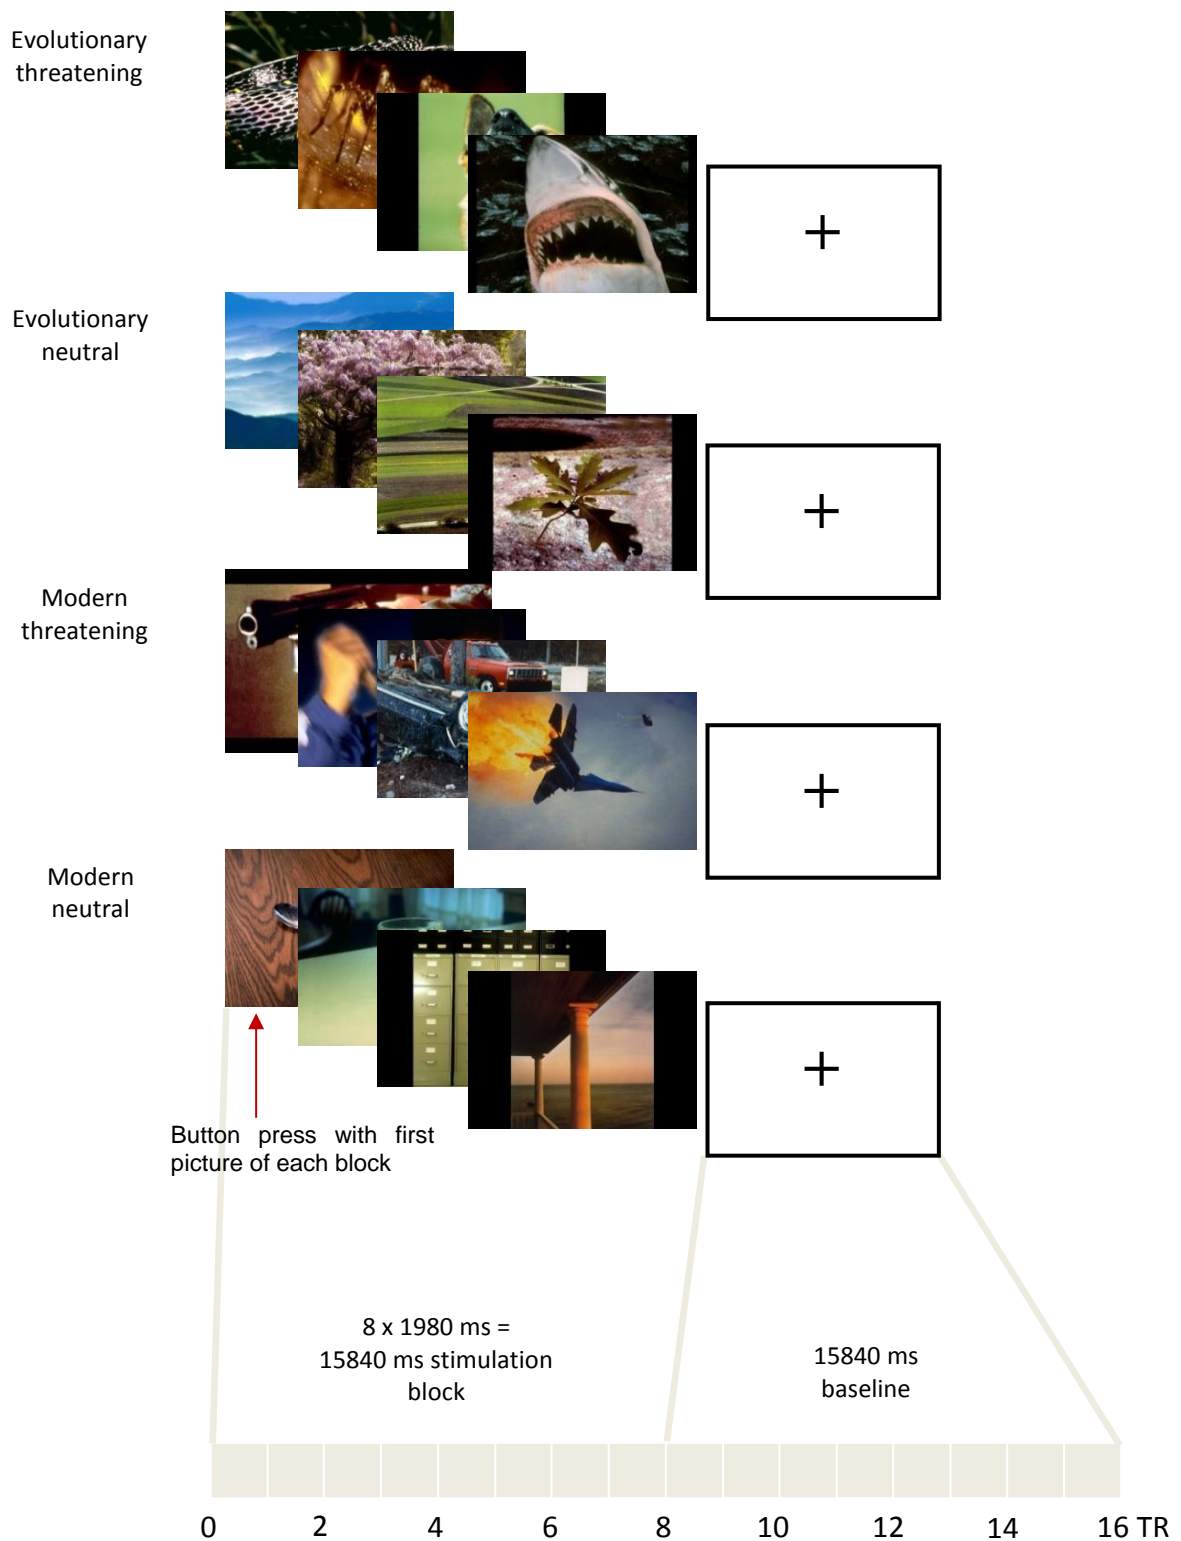 Evolutionary
threatening
Evolutionary
neutral
Modern
threatening
Modern
neutral
Button press with first
picture of each block
8 x 1980 ms =
15840 ms stimulation
block
15840 ms
baseline
0 2 4 6 8 10 12 14 16 TR